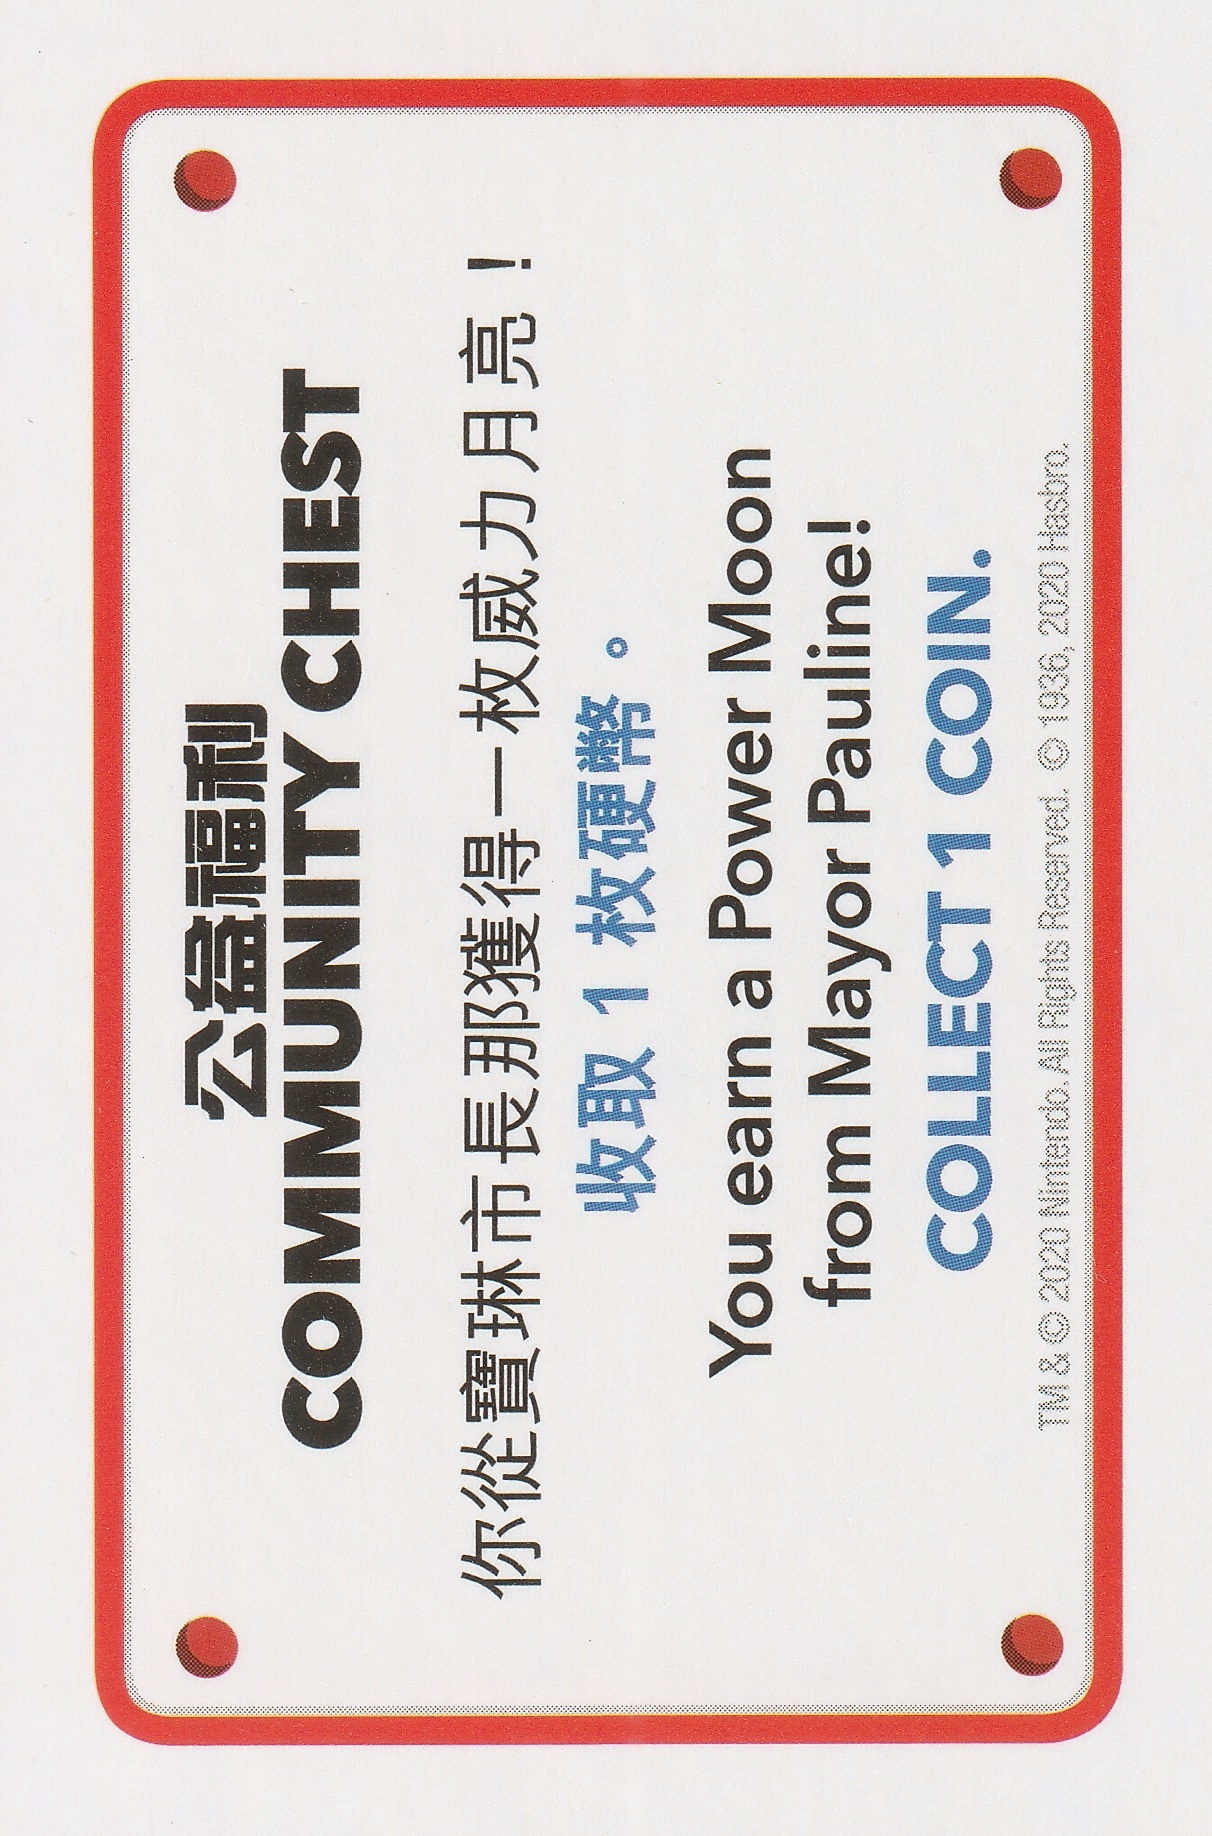 公益福利
COMMUNITY CHEST
你從寶琳市長那獲得一枚威力月亮！
收取 1 枚硬幣。
You earn a Power Moon
from Mayor Pauline!
COLLECT 1 COIN.
TM & © 2020 Nintendo. All Rights Reserved. © 1936, 2020 Hasbro.